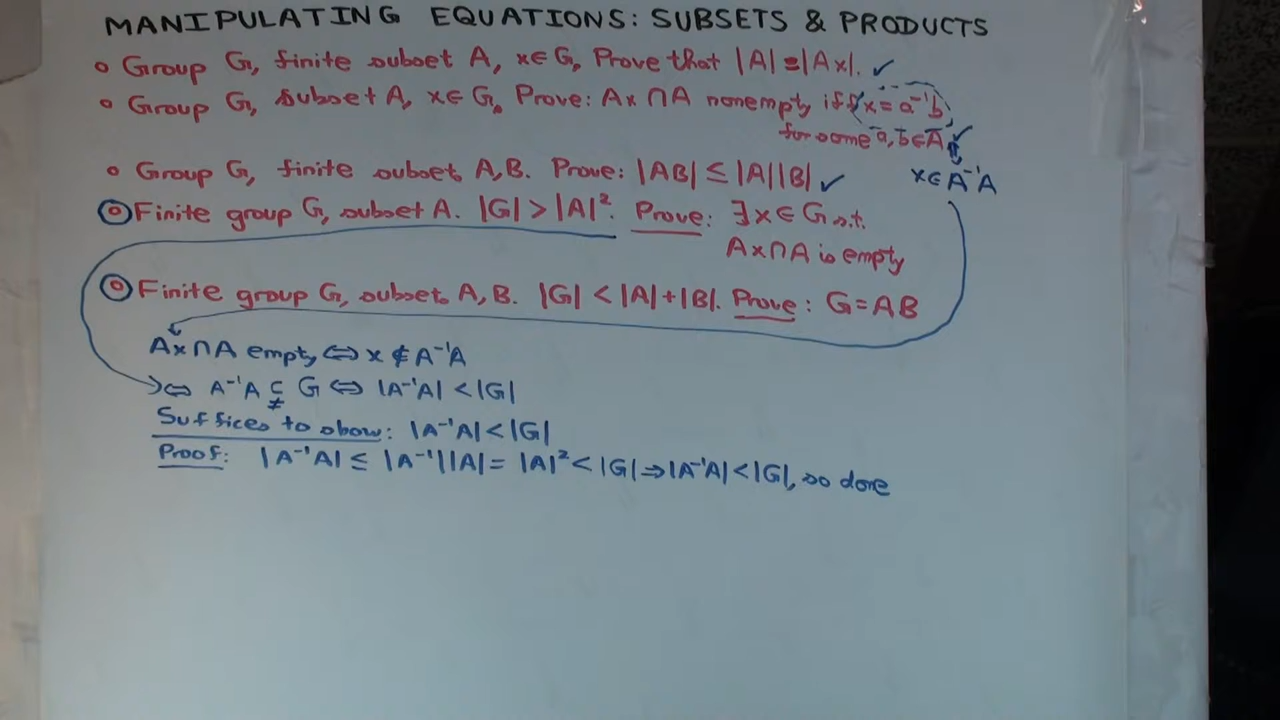 MANIPULATING EQUATIONS: SUBSETS & PRODUCTS
o Group G, finite subset A, x∈G, Prove that |A|=|Ax|. ✓
o Group G, subset A, x∈G, Prove: Ax∩A nonempty iff x=a⁻¹b
for some a,b∈A ✓
x∈A⁻¹A
o Group G, finite subset A,B. Prove: |AB| ≤ |A||B| ✓
o Finite group G, subset A. |G|>|A|². Prove: ∃x∈G s.t.
Ax∩A is empty
o Finite group G, subset A,B. |G|<|A|+|B|. Prove: G=AB
Ax∩A empty ⇔ x∉A⁻¹A
⇔ A⁻¹A ⊊ G ⇔ |A⁻¹A|<|G|
Suffices to show: |A⁻¹A|<|G|
Proof: |A⁻¹A| ≤ |A⁻¹||A| = |A|² < |G| ⇒ |A⁻¹A|<|G|, so done